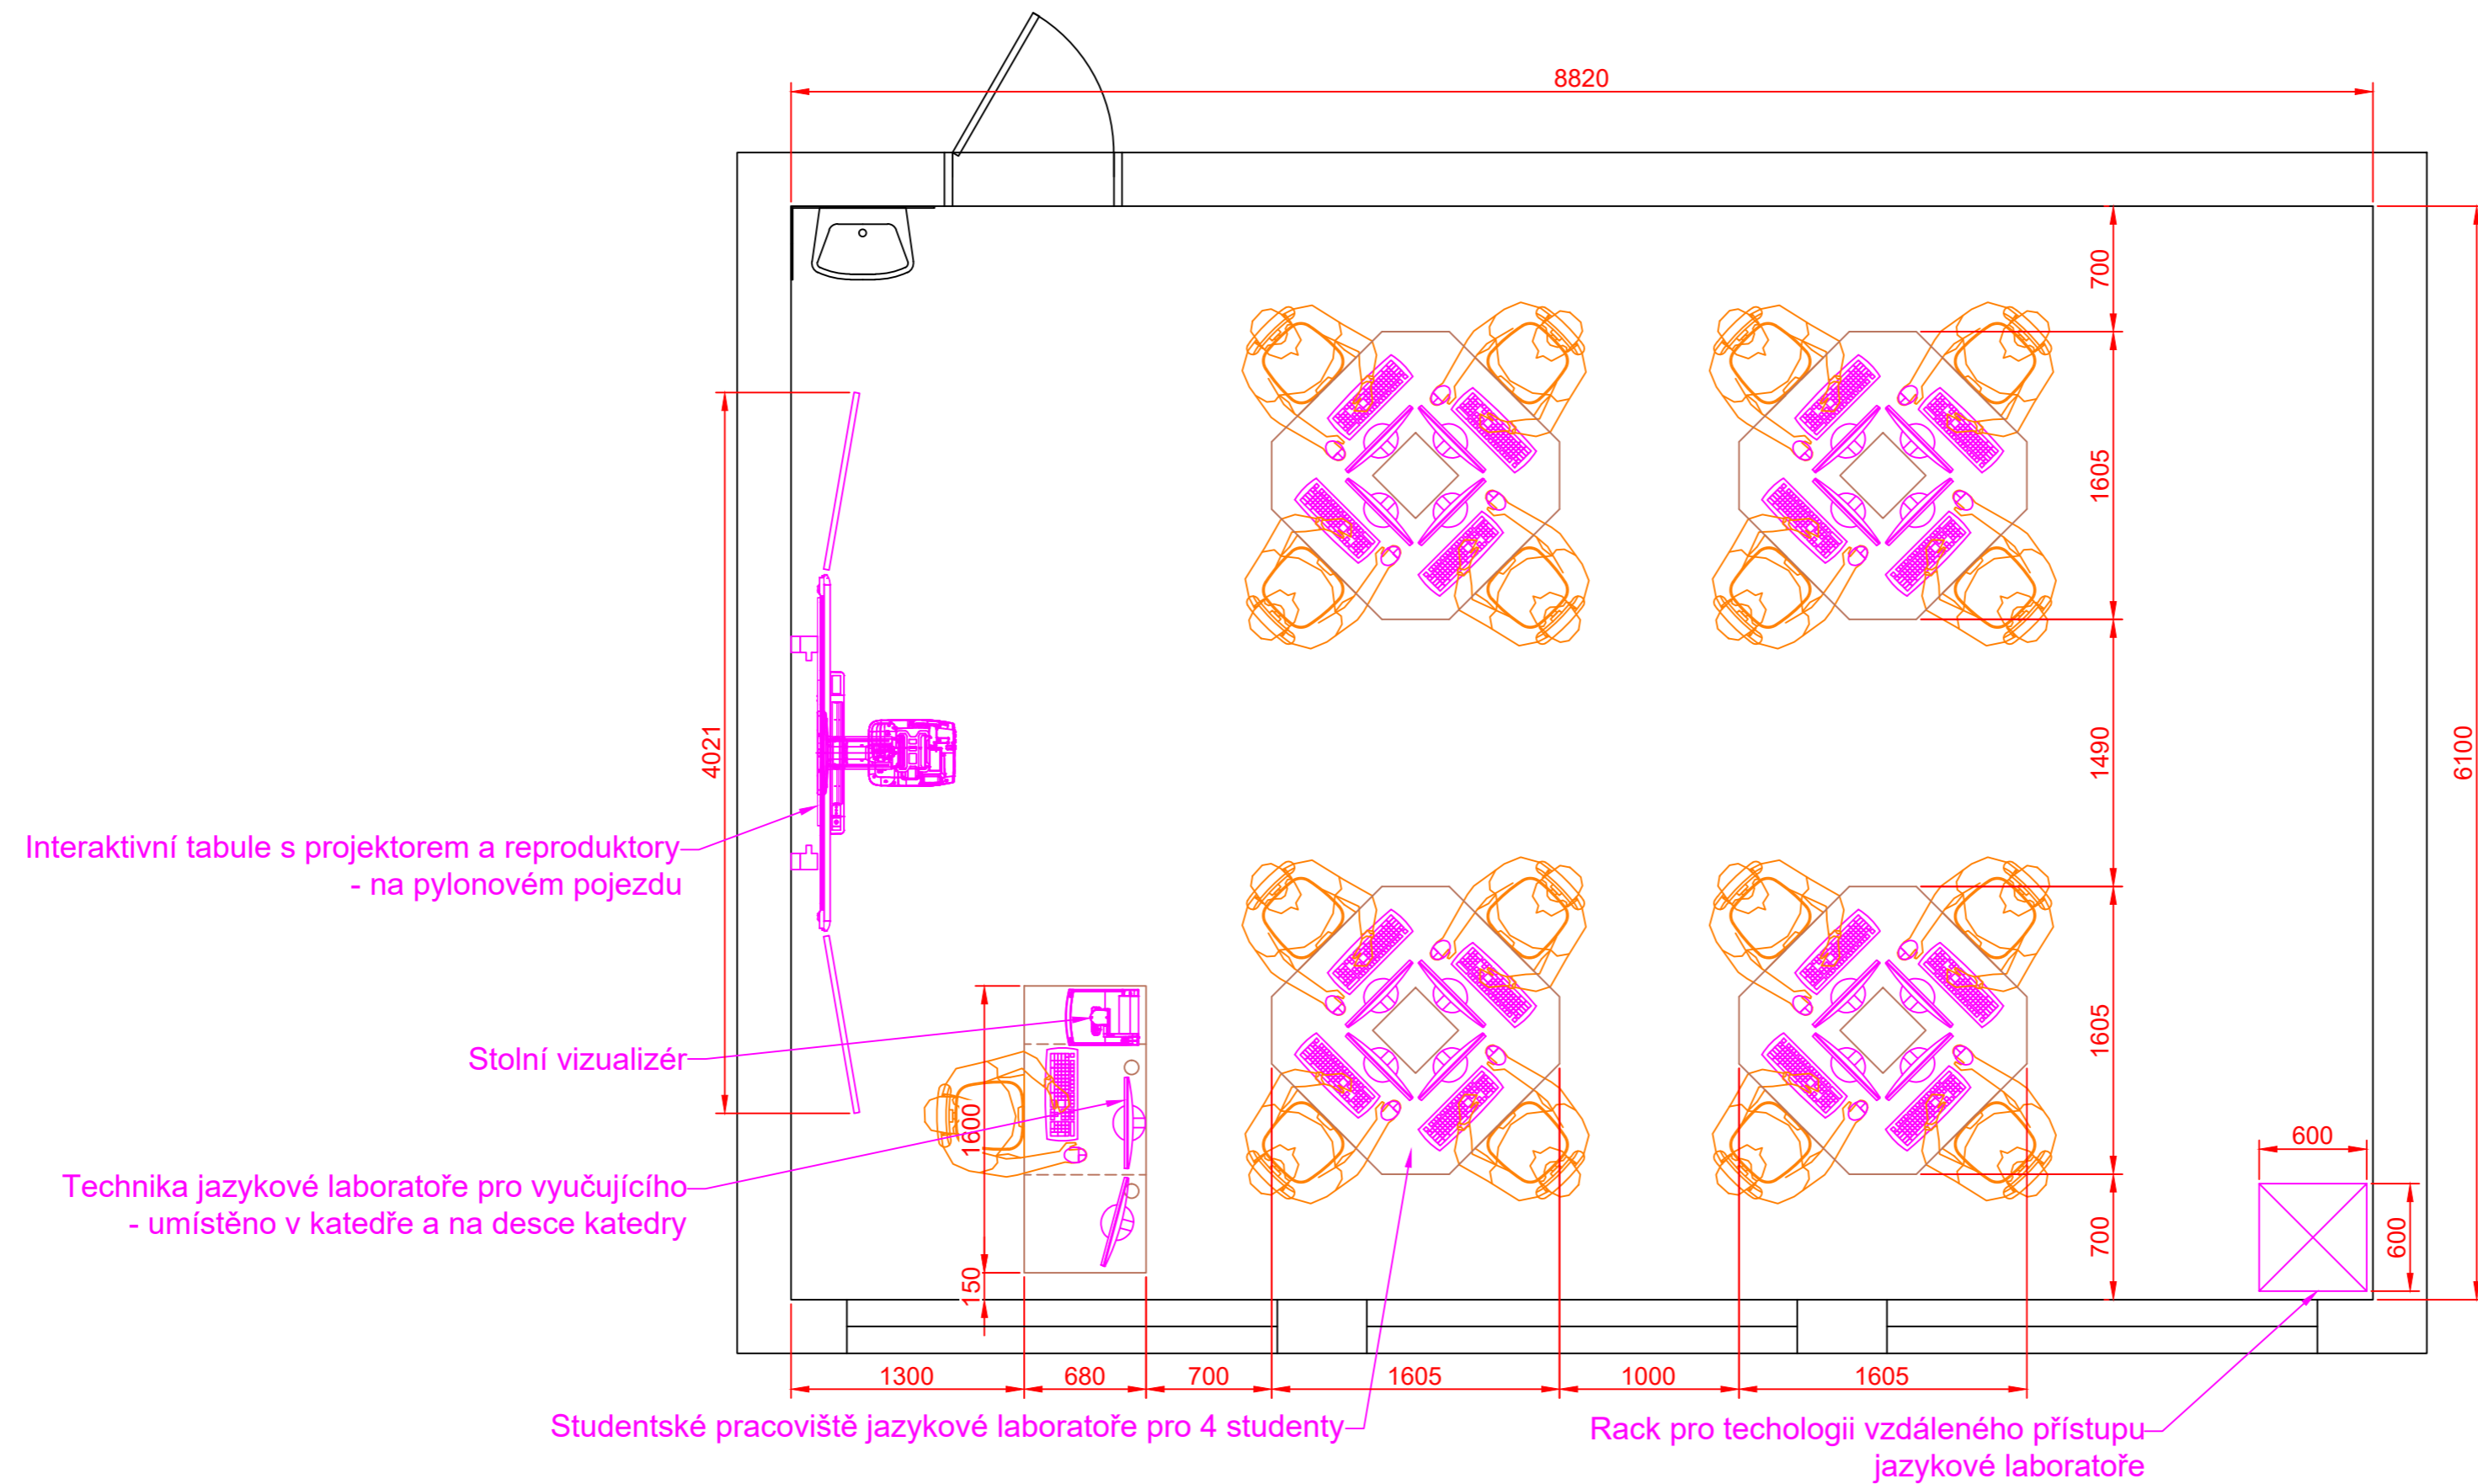 8820
700
1605
4021
1490
6100
Interaktivní tabule s projektorem a reproduktory
- na pylonovém pojezdu
Stolní vizualizér
1605
1600
600
Technika jazykové laboratoře pro vyučujícího
- umístěno v katedře a na desce katedry
700
600
150
1300
680
700
1605
1000
1605
Studentské pracoviště jazykové laboratoře pro 4 studenty
Rack pro techologii vzdáleného přístupu
jazykové laboratoře